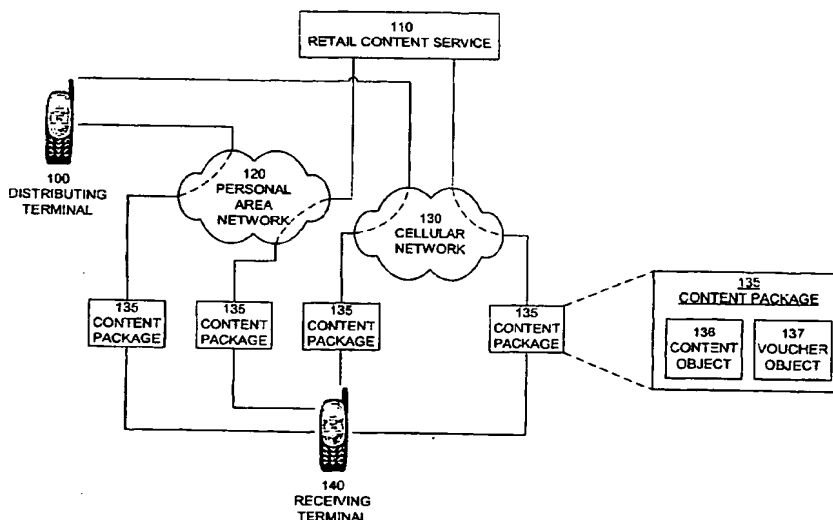 110
RETAIL CONTENT SERVICE
100
DISTRIBUTING
TERMINAL
120
PERSONAL
AREA
NETWORK
130
CELLULAR
NETWORK
135
CONTENT
PACKAGE
135
CONTENT
PACKAGE
135
CONTENT
PACKAGE
135
CONTENT
PACKAGE
135
CONTENT PACKAGE
136
CONTENT
OBJECT
137
VOUCHER
OBJECT
140
RECEIVING
TERMINAL